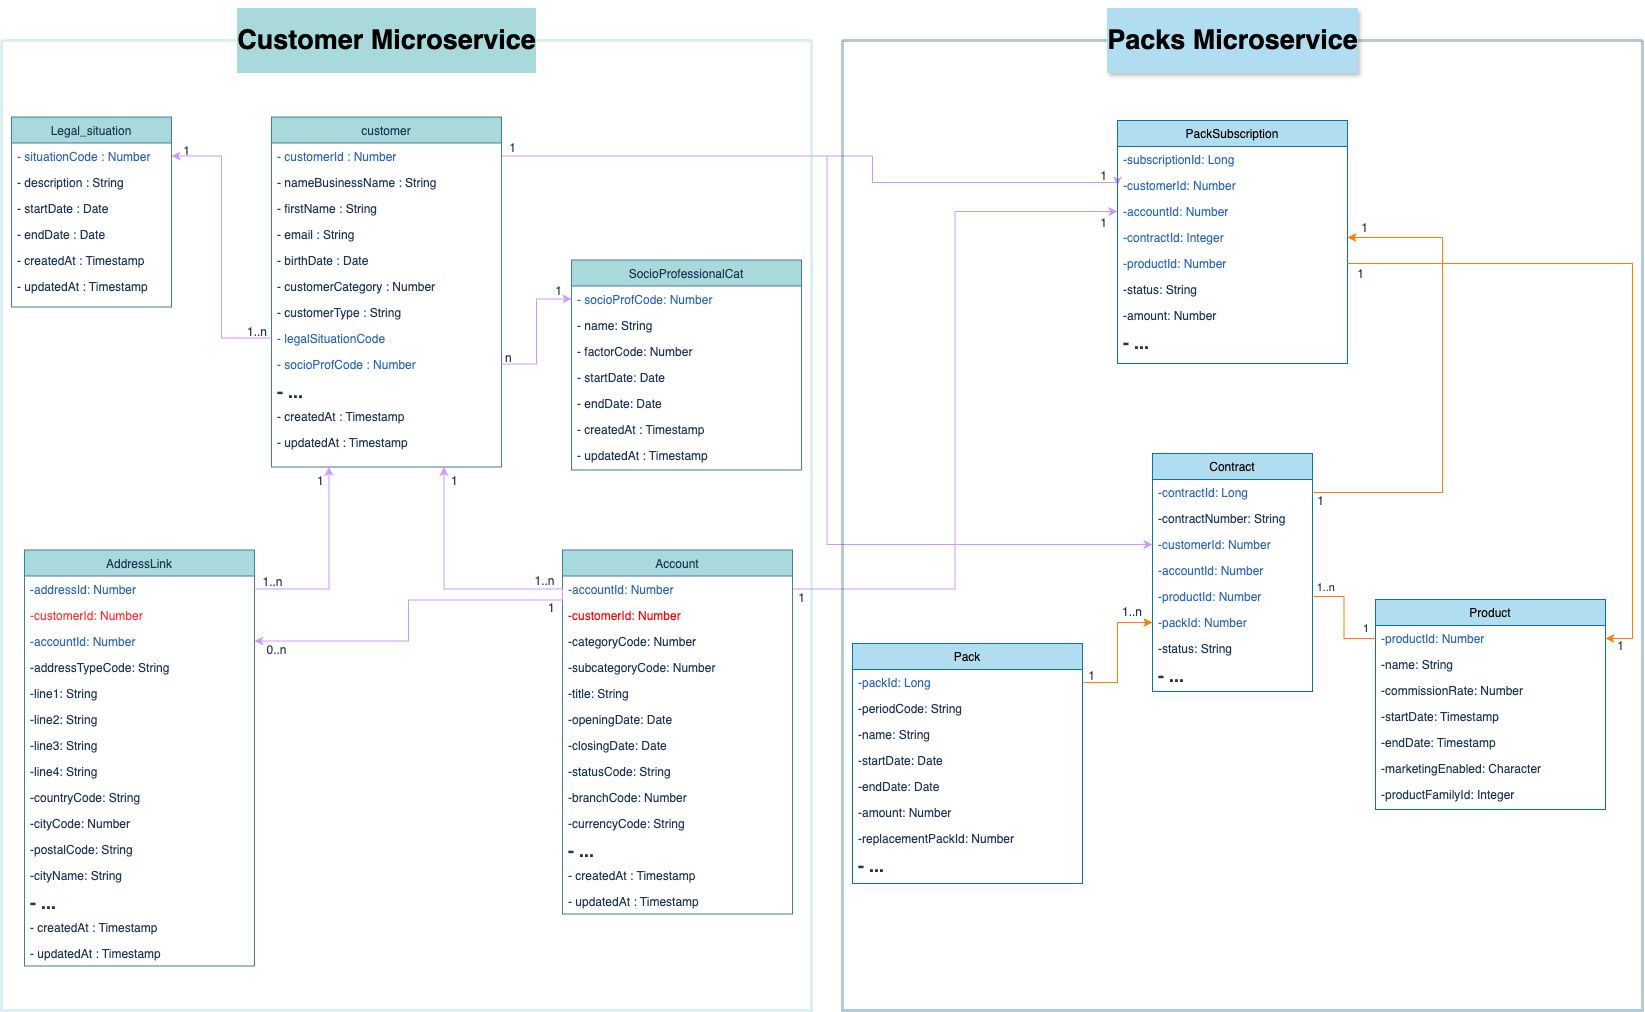 Customer Microservice
Packs Microservice
Legal_situation
- situationCode : Number
- description : String
- startDate : Date
- endDate : Date
- createdAt : Timestamp
- updatedAt : Timestamp
1
1..n
customer
- customerId : Number
- nameBusinessName : String
- firstName : String
- email : String
- birthDate : Date
- customerCategory : Number
- customerType : String
- legalSituationCode
- socioProfCode : Number
- ...
- createdAt : Timestamp
- updatedAt : Timestamp
1
n
1
SocioProfessionalCat
- socioProfCode: Number
- name: String
- factorCode: Number
- startDate: Date
- endDate: Date
- createdAt : Timestamp
- updatedAt : Timestamp
1
1
AddressLink
-addressId: Number
-customerId: Number
-accountId: Number
-addressTypeCode: String
-line1: String
-line2: String
-line3: String
-line4: String
-countryCode: String
-cityCode: Number
-postalCode: String
-cityName: String
- ...
- createdAt : Timestamp
- updatedAt : Timestamp
1..n
0..n
1..n
1
Account
-accountId: Number
-customerId: Number
-categoryCode: Number
-subcategoryCode: Number
-title: String
-openingDate: Date
-closingDate: Date
-statusCode: String
-branchCode: Number
-currencyCode: String
- ...
- createdAt : Timestamp
- updatedAt : Timestamp
1
1
1
PackSubscription
-subscriptionId: Long
-customerId: Number
-accountId: Number
-contractId: Integer
-productId: Number
-status: String
-amount: Number
- ...
1
1
Contract
-contractId: Long
-contractNumber: String
-customerId: Number
-accountId: Number
-productId: Number
-packId: Number
-status: String
- ...
1
1..n
1..n
1
Pack
-packId: Long
-periodCode: String
-name: String
-startDate: Date
-endDate: Date
-amount: Number
-replacementPackId: Number
- ...
1
Product
-productId: Number
-name: String
-commissionRate: Number
-startDate: Timestamp
-endDate: Timestamp
-marketingEnabled: Character
-productFamilyId: Integer
1